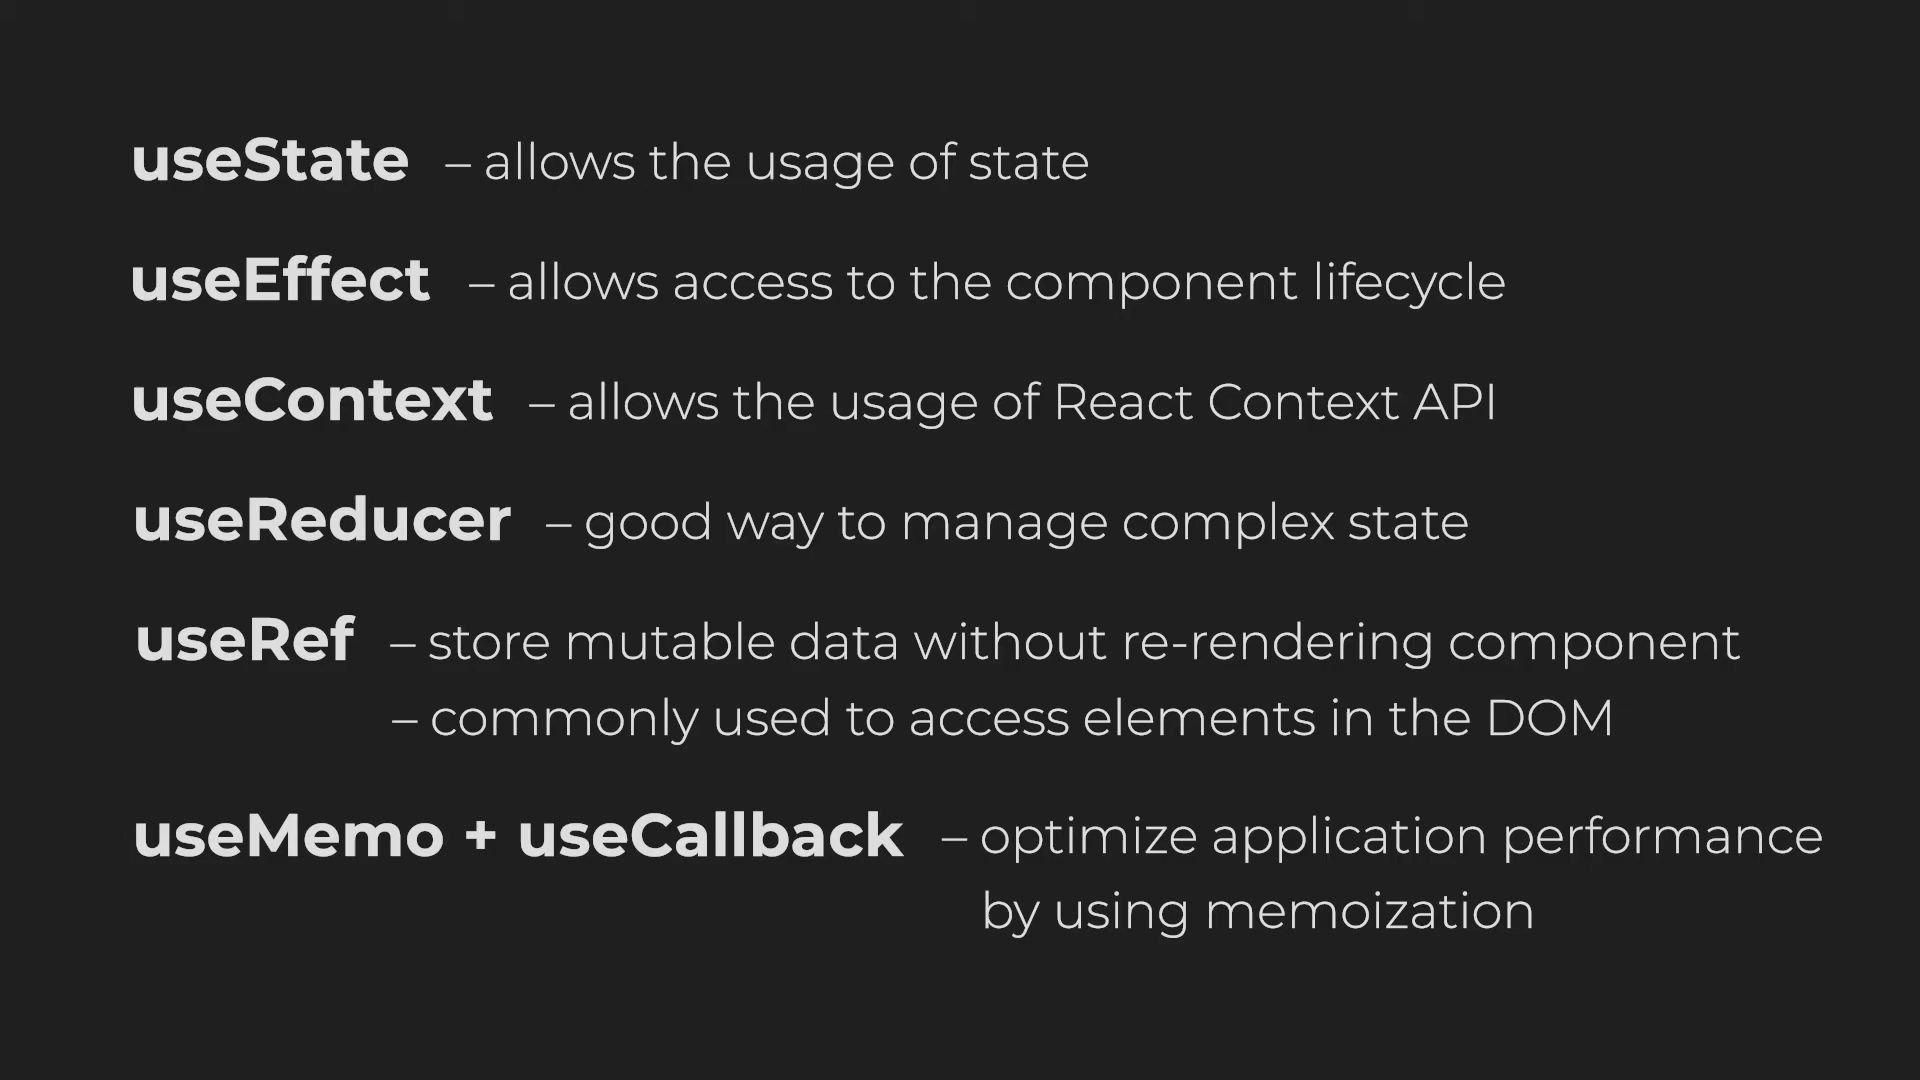 useState – allows the usage of state
useEffect – allows access to the component lifecycle
useContext – allows the usage of React Context API
useReducer – good way to manage complex state
useRef – store mutable data without re-rendering component
– commonly used to access elements in the DOM
useMemo + useCallback – optimize application performance
by using memoization